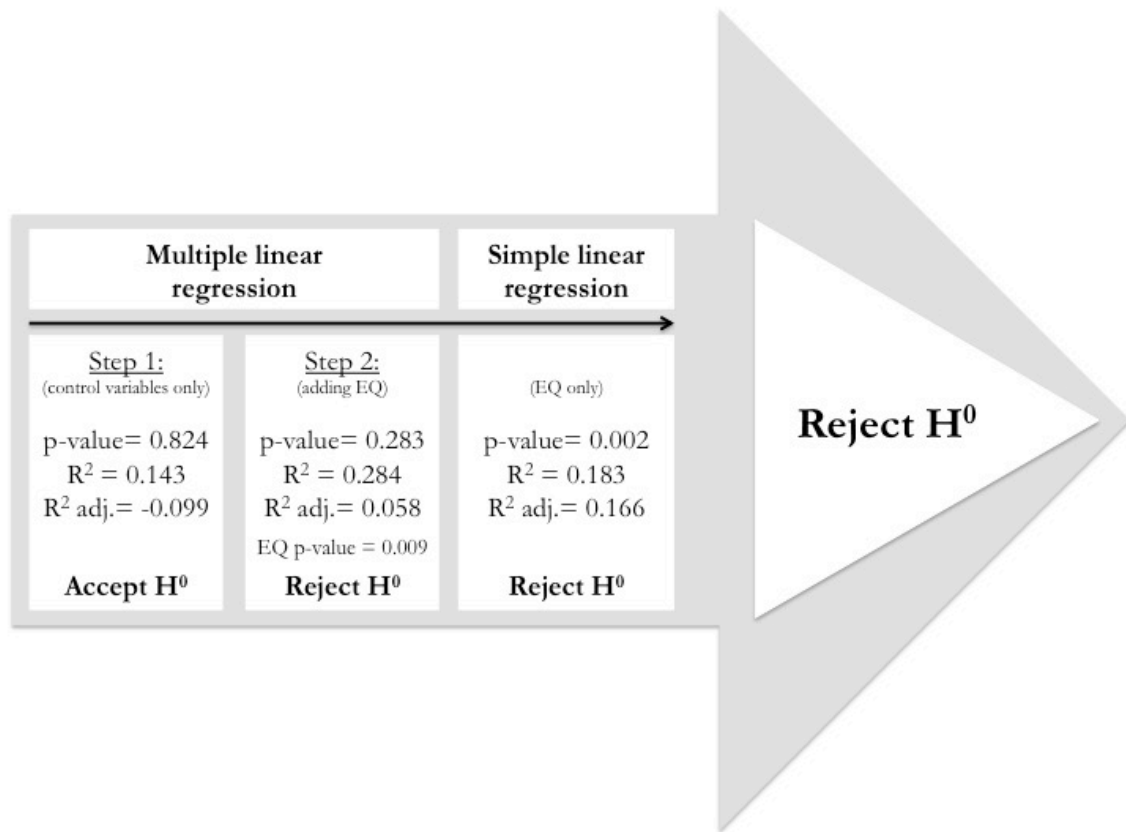 Multiple linear
regression
Simple linear
regression
Step 1:
(control variables only)
p-value= 0.824
R² = 0.143
R² adj.= -0.099
Accept H⁰
Step 2:
(adding EQ)
p-value= 0.283
R² = 0.284
R² adj.= 0.058
EQ p-value = 0.009
Reject H⁰
(EQ only)
p-value= 0.002
R² = 0.183
R² adj.= 0.166
Reject H⁰
Reject H⁰